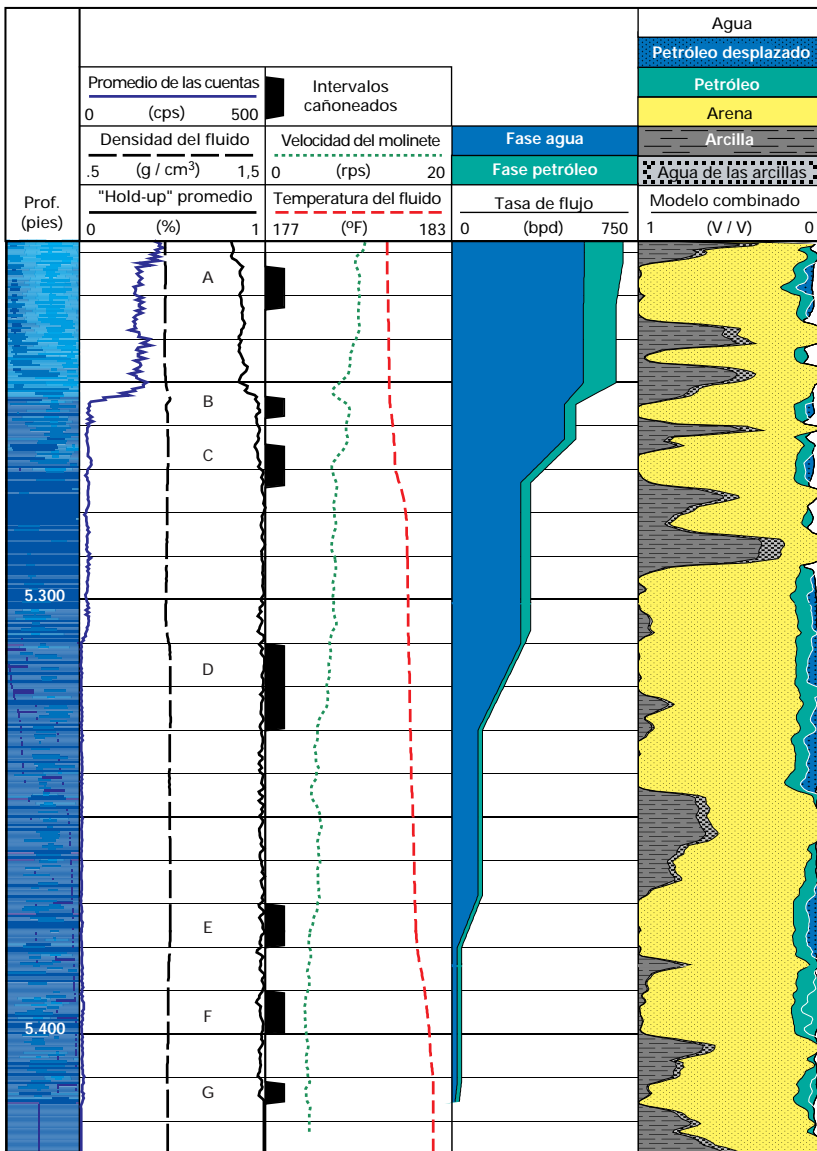 Agua
Petróleo desplazado
Petróleo
Arena
Arcilla
Agua de las arcillas
Modelo combinado
1 (V / V) 0
Promedio de las cuentas
0 (cps) 500
Densidad del fluido
.5 (g / cm³) 1,5
"Hold-up" promedio
0 (%) 1
Intervalos
cañoneados
Velocidad del molinete
0 (rps) 20
Temperatura del fluido
177 (ºF) 183
Fase agua
Fase petróleo
Tasa de flujo
0 (bpd) 750
Prof.
(pies)
A
B
C
5.300
D
E
F
5.400
G